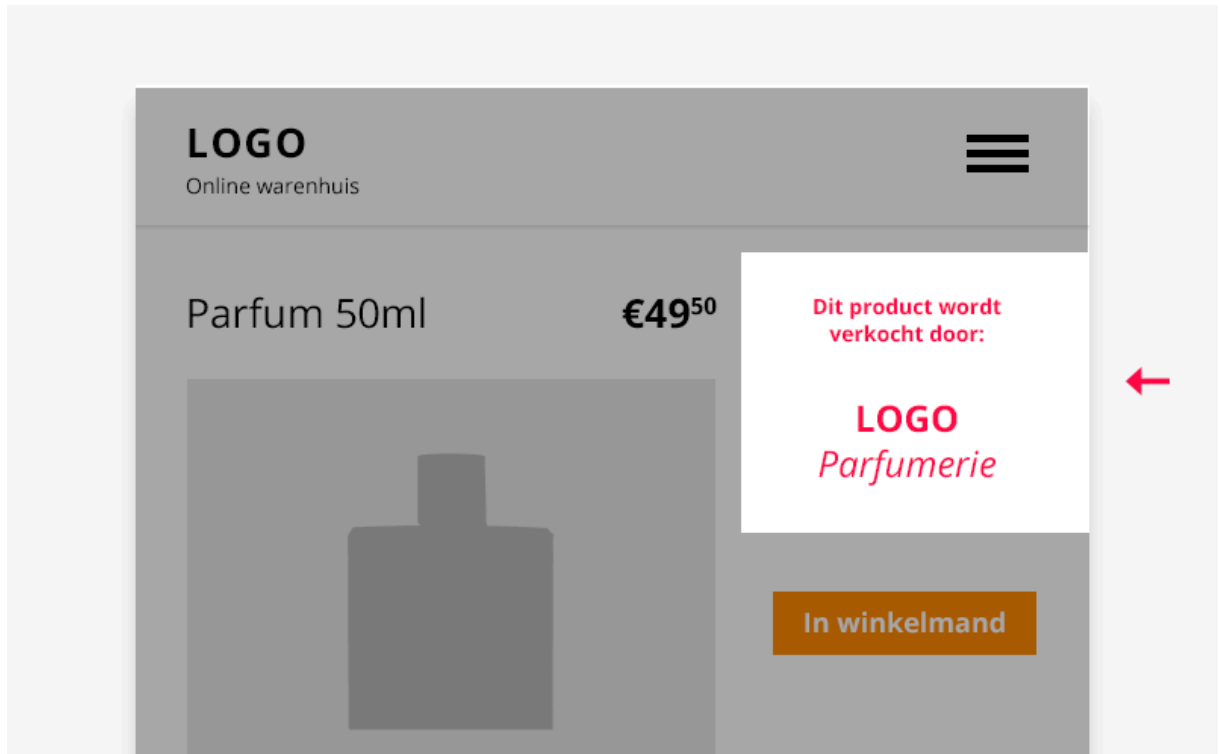 LOGO
Online warenhuis
Parfum 50ml
€49⁵⁰
Dit product wordt
verkocht door:
LOGO
Parfumerie
In winkelmand